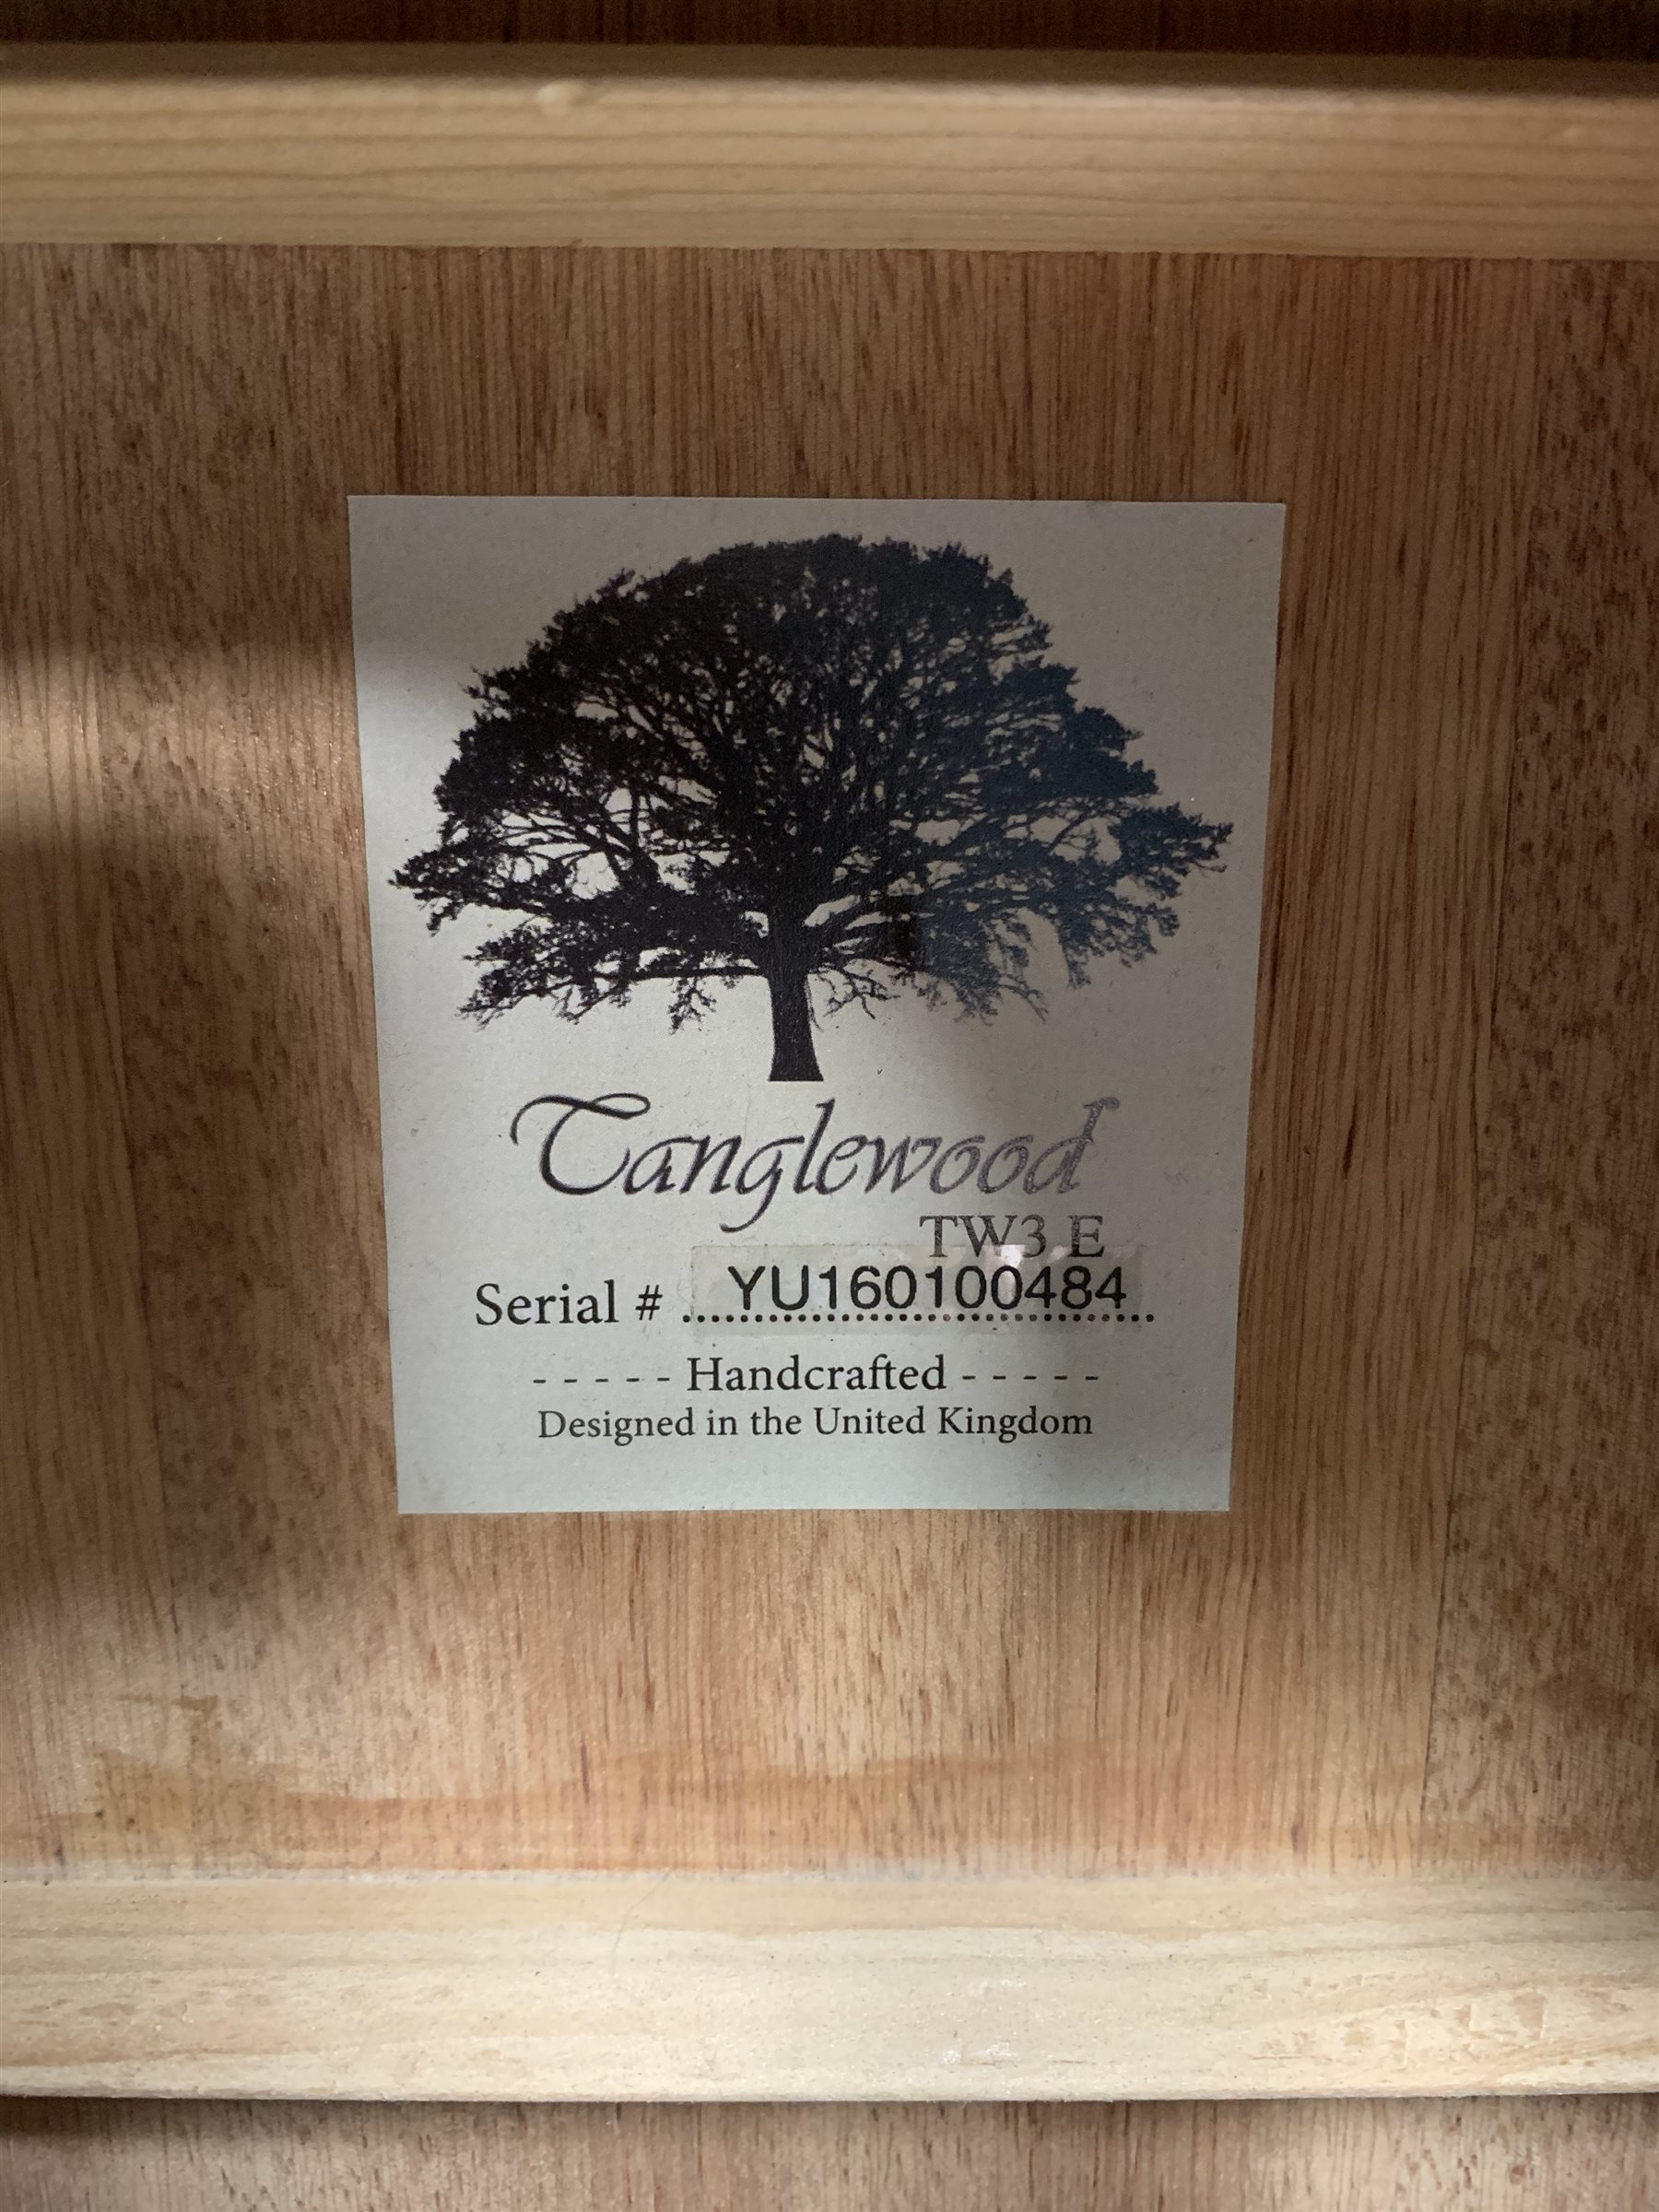 Tanglewood
TW3 E
Serial # YU160100484
----- Handcrafted -----
Designed in the United Kingdom